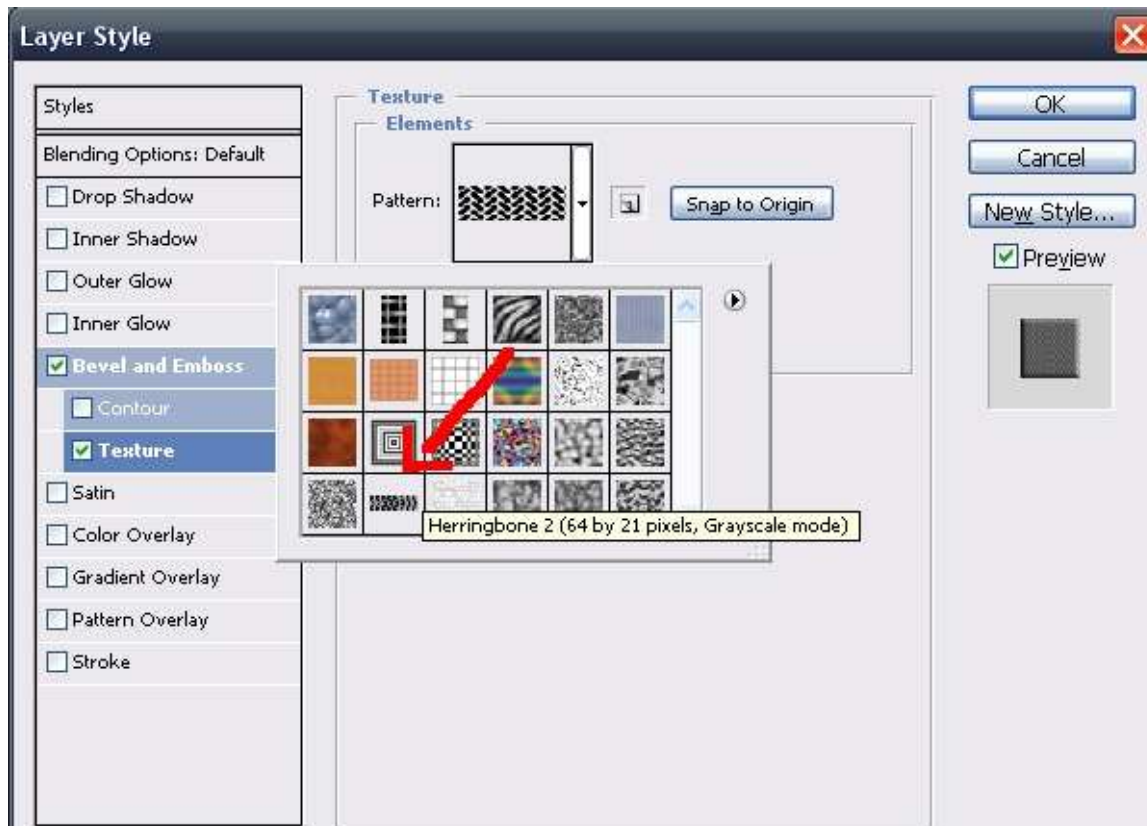 Layer Style
Styles
Blending Options: Default
Drop Shadow
Inner Shadow
Outer Glow
Inner Glow
Bevel and Emboss
Contour
Texture
Satin
Color Overlay
Gradient Overlay
Pattern Overlay
Stroke
Texture
Elements
Pattern:
Snap to Origin
Herringbone 2 (64 by 21 pixels, Grayscale mode)
OK
Cancel
New Style...
Preview